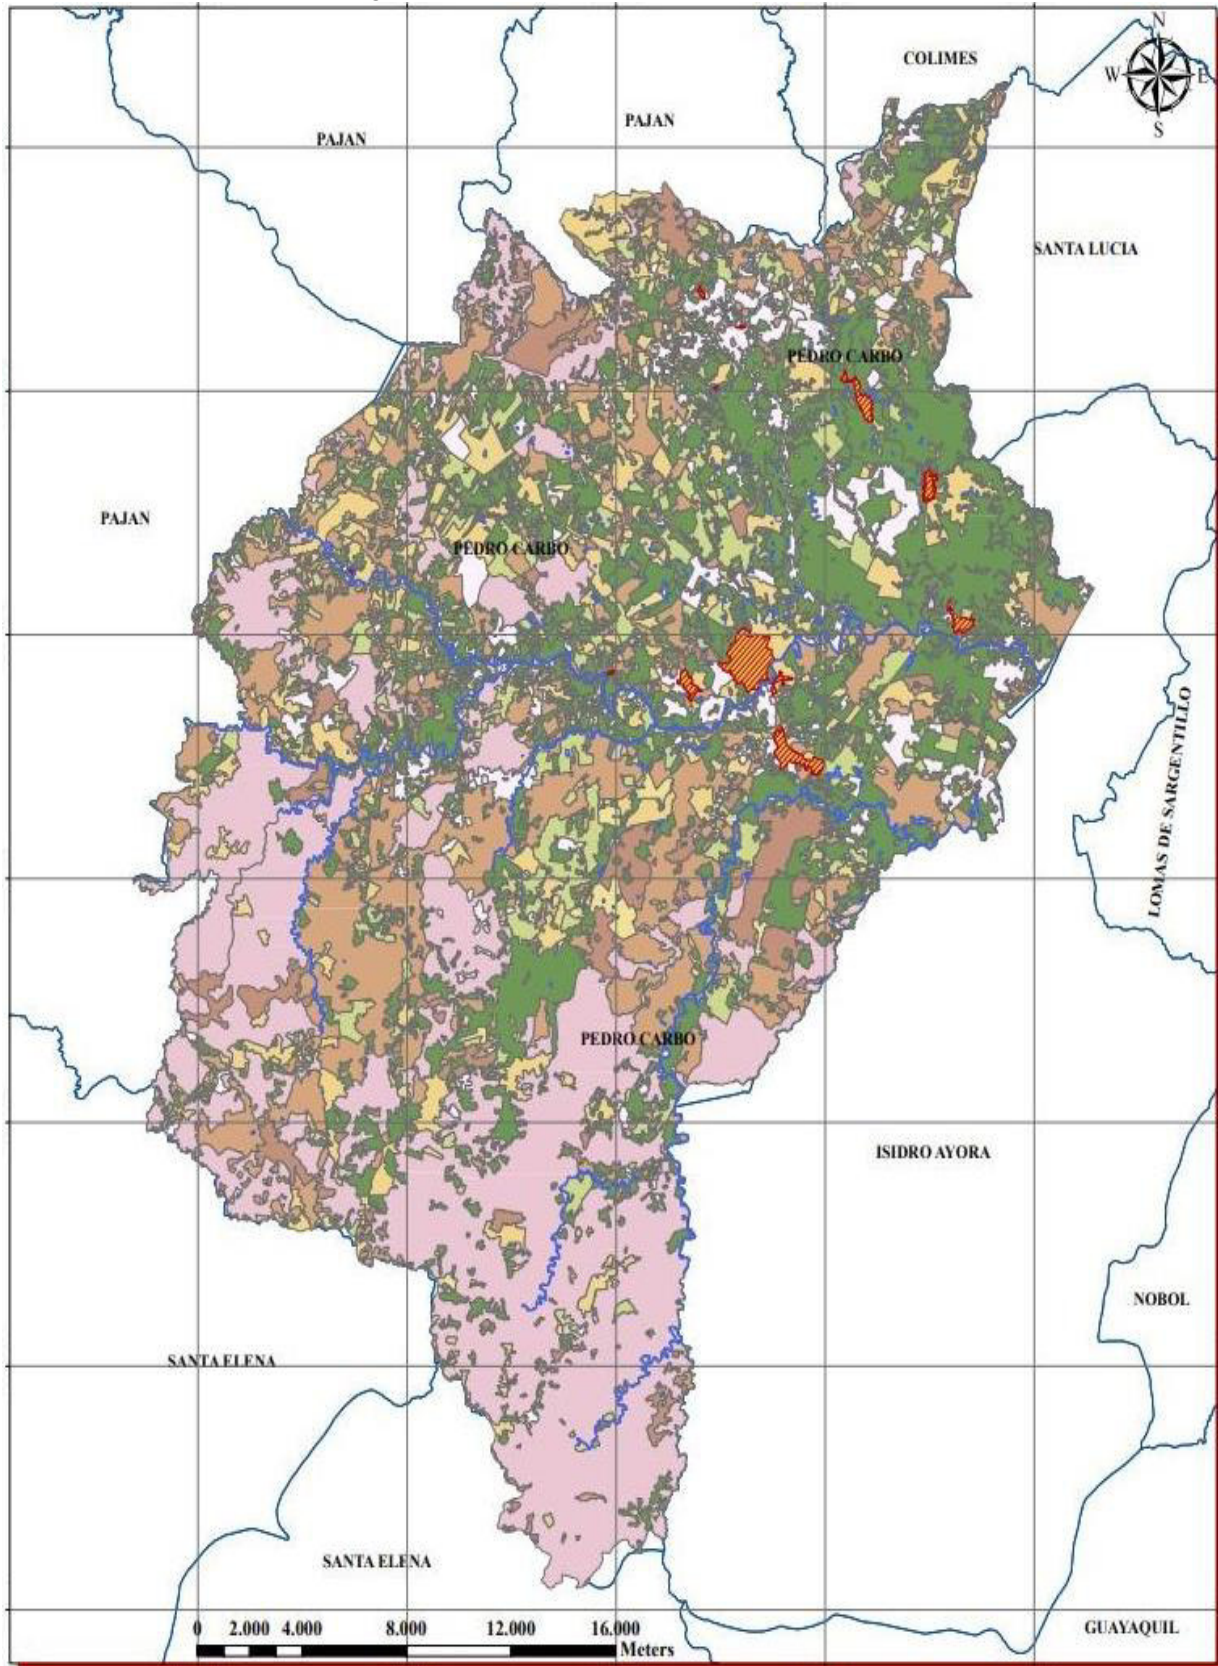 N
COLIMES
W E
S
PAJAN
PAJAN
SANTA LUCIA
PEDRO CARBO
PAJAN
PEDRO CARBO
LOMAS DE SARGENTILLO
PEDRO CARBO
ISIDRO AYORA
NOBOL
SANTA ELENA
SANTA ELENA
GUAYAQUIL
0 2.000 4.000 8.000 12.000 16.000
Meters